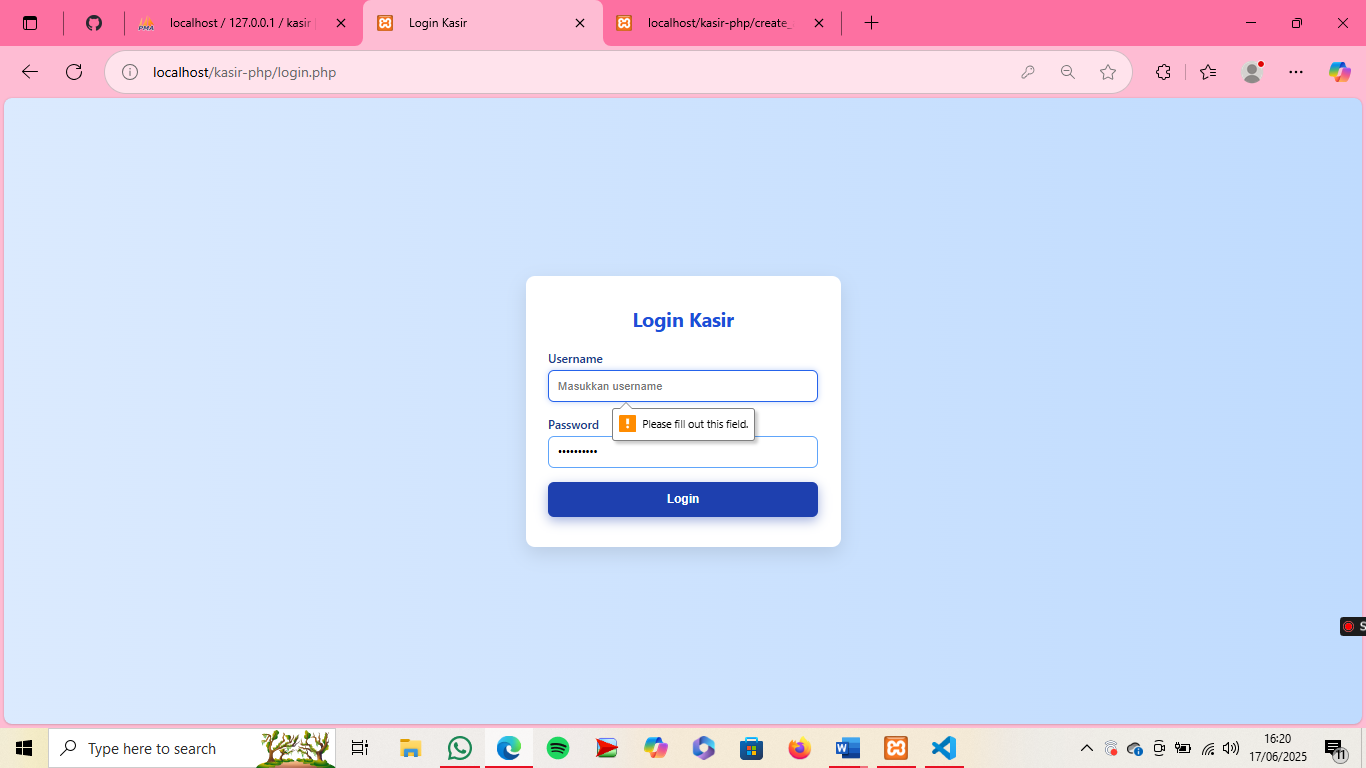 localhost / 127.0.0.1 / kasir
Login Kasir
localhost/kasir-php/create_
localhost/kasir-php/login.php
Login Kasir
Username
Masukkan username
Please fill out this field.
Password
Login
S
Type here to search
16:20
17/06/2025
11